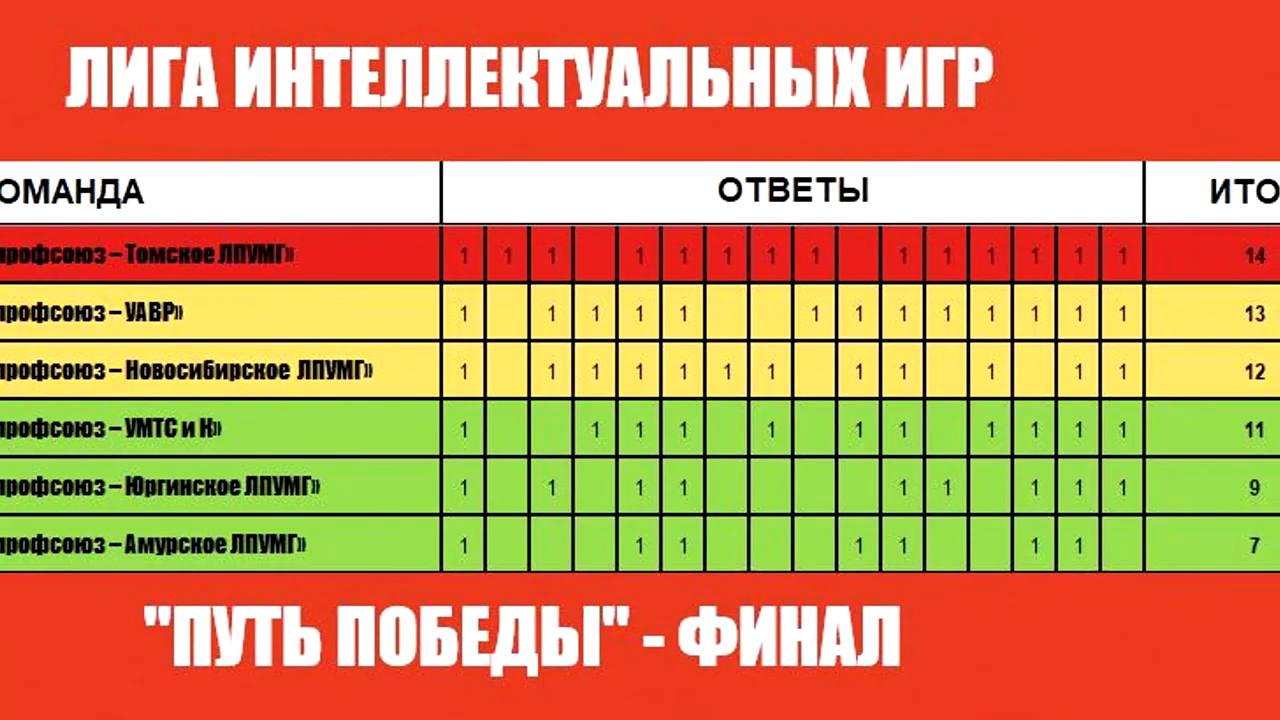 ЛИГА ИНТЕЛЛЕКТУАЛЬНЫХ ИГР
ОМАНДА ОТВЕТЫ ИТО
профсоюз – Томское ЛПУМГ» 1 1 1 1 1 1 1 1 1 1 1 1 1 1 14
профсоюз – УАВР» 1 1 1 1 1 1 1 1 1 1 1 1 1 13
профсоюз – Новосибирское ЛПУМГ» 1 1 1 1 1 1 1 1 1 1 1 1 12
профсоюз – УМТС и К» 1 1 1 1 1 1 1 1 1 1 1 11
профсоюз – Юргинское ЛПУМГ» 1 1 1 1 1 1 1 1 1 9
профсоюз – Амурское ЛПУМГ» 1 1 1 1 1 1 1 7
"ПУТЬ ПОБЕДЫ" - ФИНАЛ